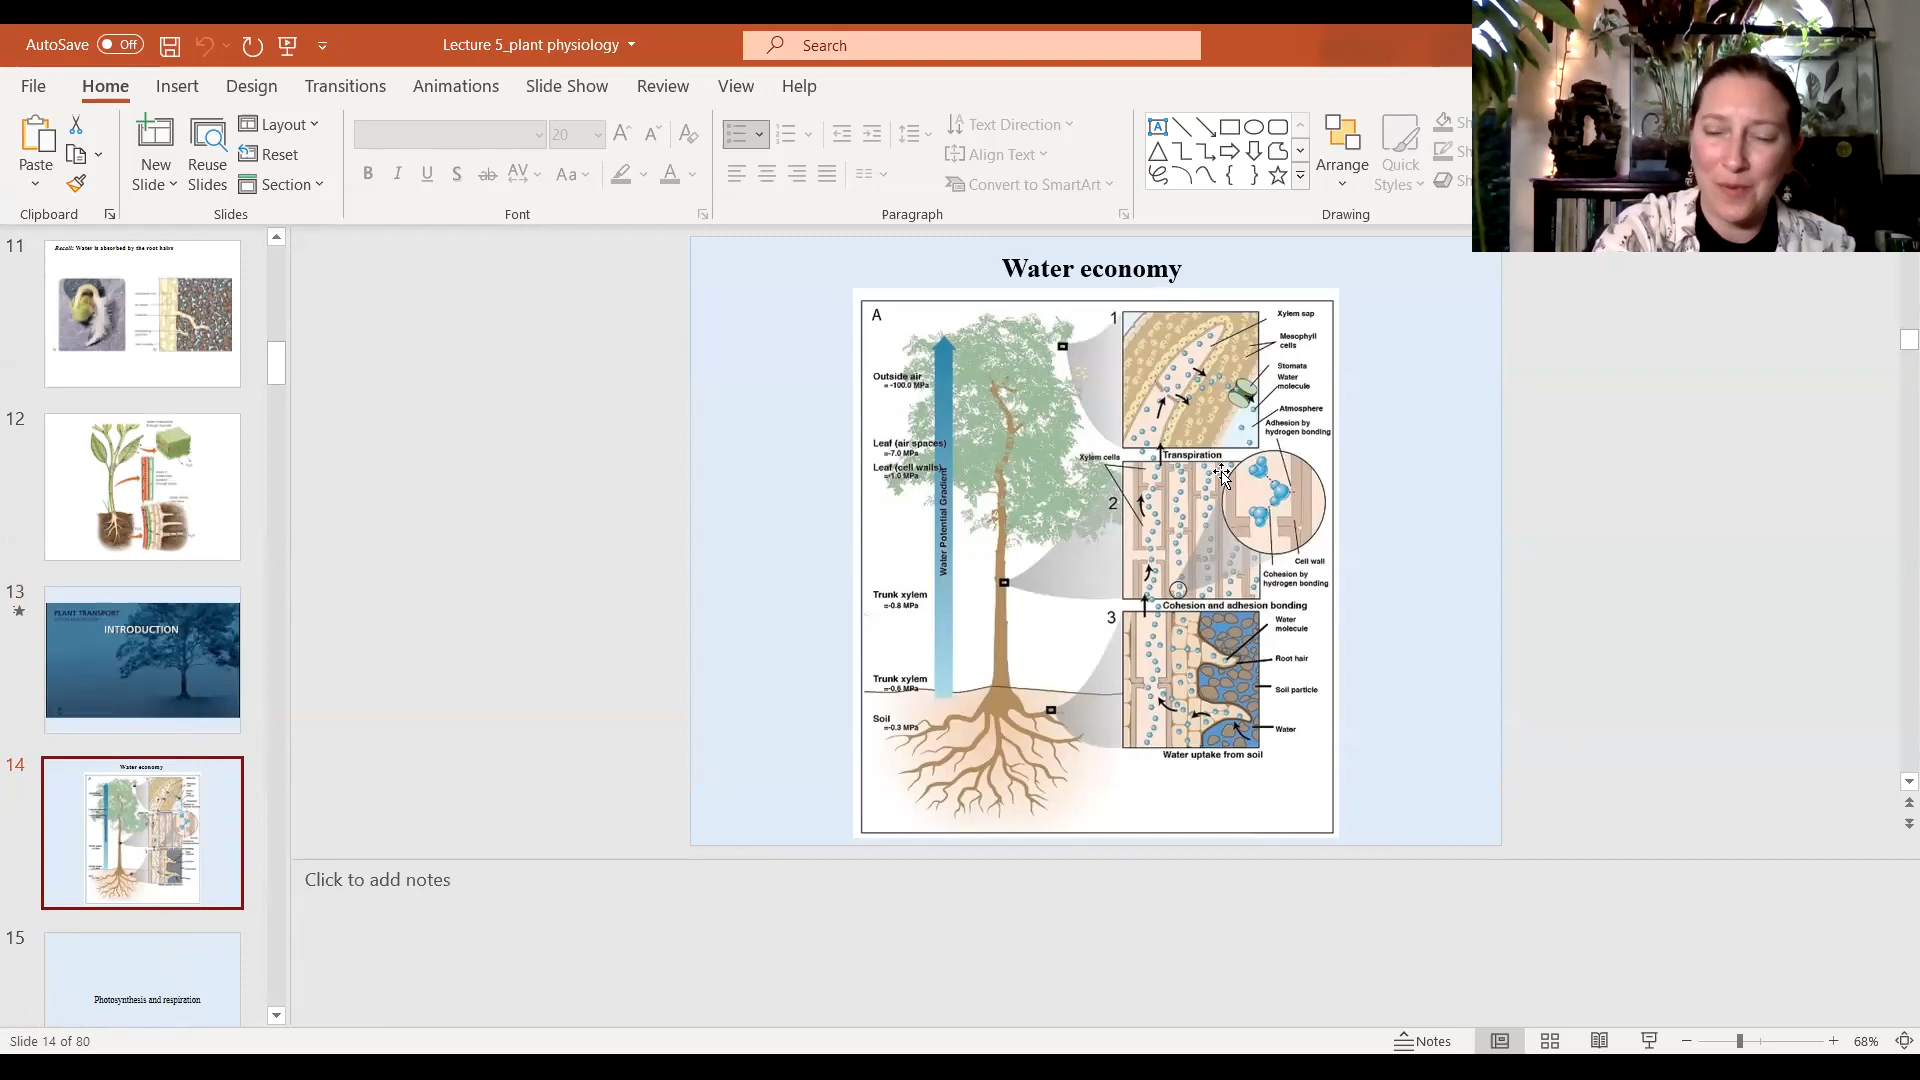 AutoSave Off
Lecture 5_plant physiology
Search
File Home Insert Design Transitions Animations Slide Show Review View Help
Paste
New
Slide
Reuse
Slides
Layout
Reset
Section
20
B I U S ab AV Aa A
Text Direction
Align Text
Convert to SmartArt
Arrange
Quick
Styles
Sh
Sh
Sh
Clipboard Slides Font Paragraph Drawing
11
Recall: Water is absorbed by the root hairs
12
13
PLANT TRANSPORT
INTRODUCTION
14
Water economy
15
Photosynthesis and respiration
Water economy
A
Outside air
= -100.0 MPa
Leaf (air spaces)
=-7.0 MPa
Leaf (cell walls)
=-1.0 MPa
Water Potential Gradient
Trunk xylem
=-0.8 MPa
Trunk xylem
=-0.6 MPa
Soil
=-0.3 MPa
1
Xylem sap
Mesophyll
cells
Stomata
Water
molecule
Atmosphere
Adhesion by
hydrogen bonding
Transpiration
Xylem cells
2
Cell wall
Cohesion by
hydrogen bonding
Cohesion and adhesion bonding
3
Water
molecule
Root hair
Soil particle
Water
Water uptake from soil
Click to add notes
Slide 14 of 80
Notes
68%